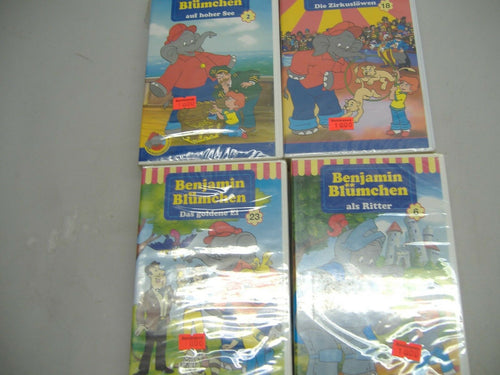 Blümchen
auf hoher See
2
Die Zirkuslöwen
18
Benjamin
Blümchen
Das goldene Ei
23
Benjamin
Blümchen
als Ritter
6